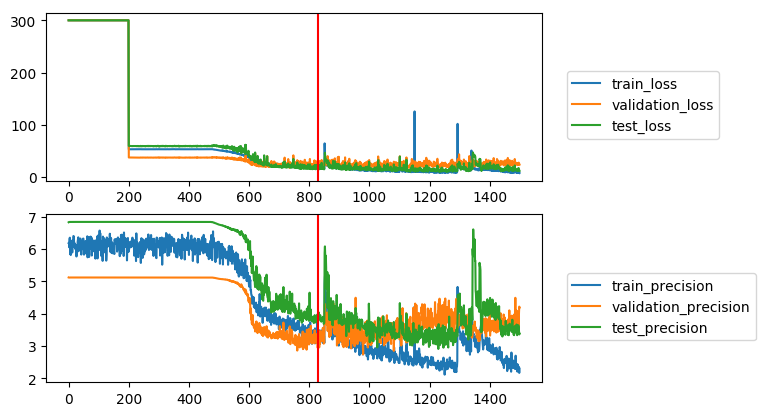 300
200
100
0
0 200 400 600 800 1000 1200 1400
train_loss
validation_loss
test_loss
7
6
5
4
3
2
0 200 400 600 800 1000 1200 1400
train_precision
validation_precision
test_precision